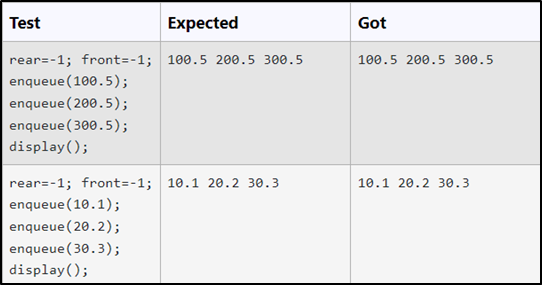 Test Expected Got
rear=-1; front=-1; 100.5 200.5 300.5 100.5 200.5 300.5
enqueue(100.5);
enqueue(200.5);
enqueue(300.5);
display();
rear=-1; front=-1; 10.1 20.2 30.3 10.1 20.2 30.3
enqueue(10.1);
enqueue(20.2);
enqueue(30.3);
display();